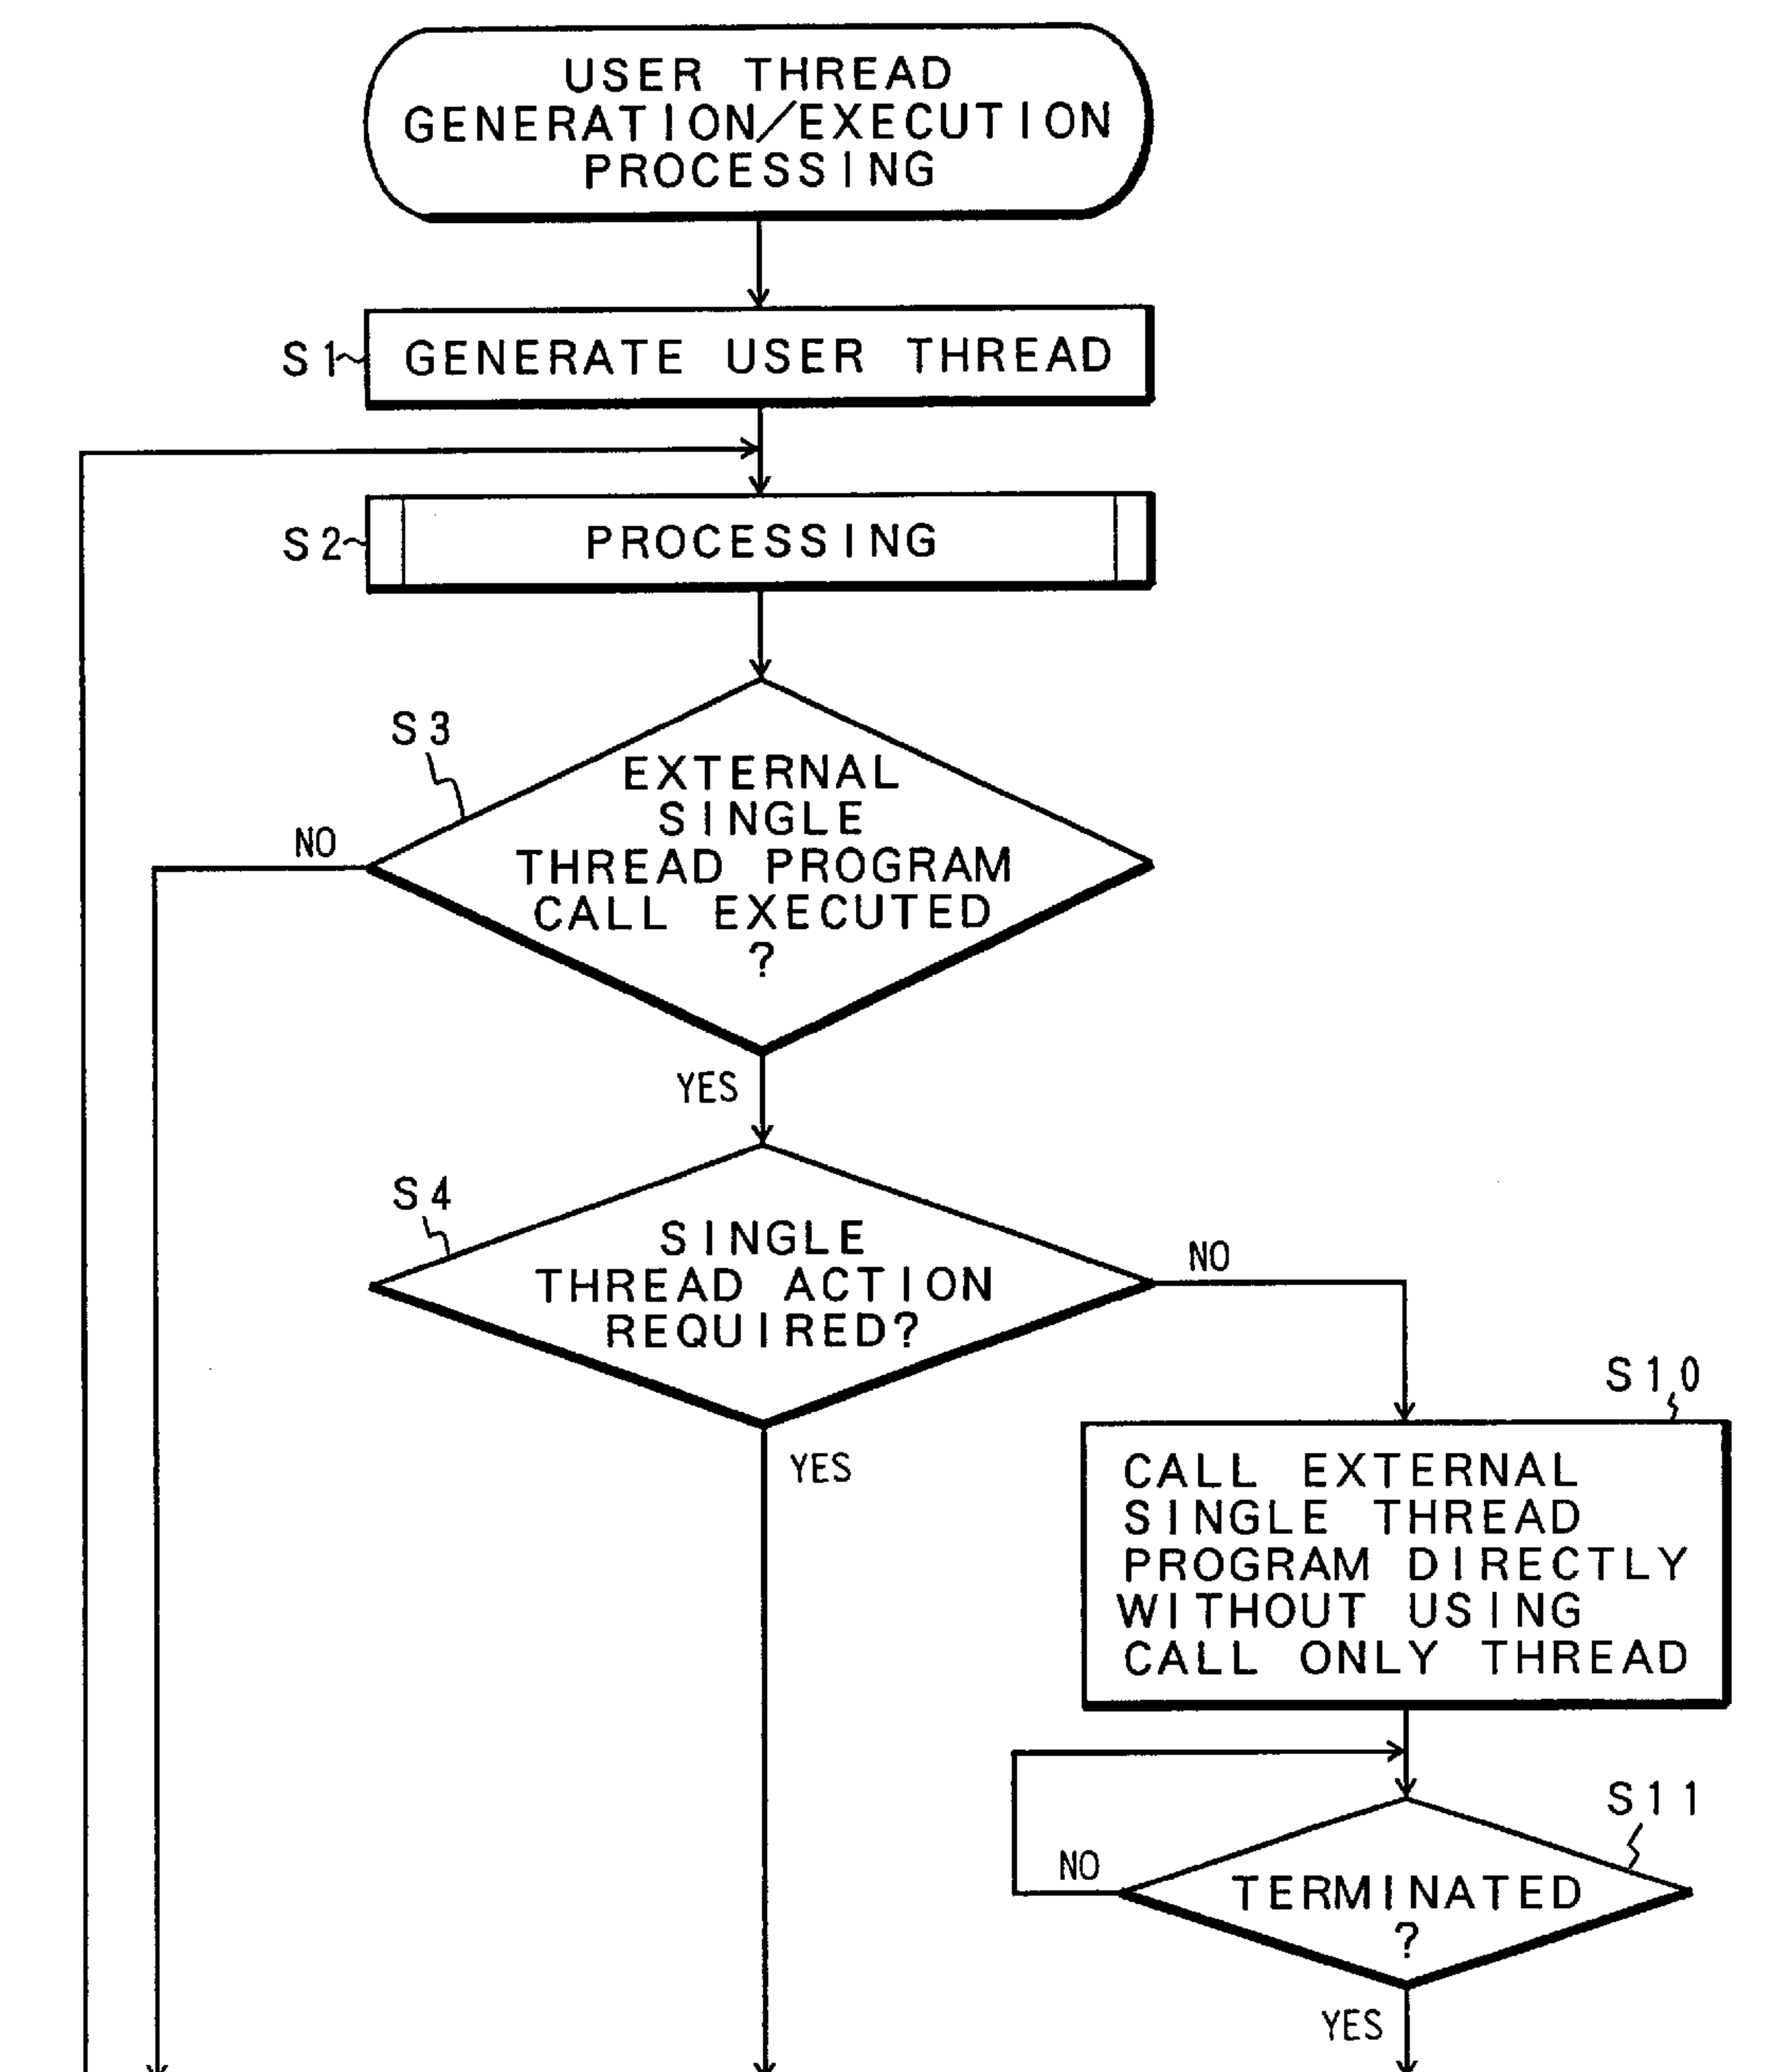 USER THREAD
GENERATION/EXECUTION
PROCESSING
S1
GENERATE USER THREAD
S2
PROCESSING
S3
EXTERNAL
SINGLE
THREAD PROGRAM
CALL EXECUTED
?
NO
YES
S4
SINGLE
THREAD ACTION
REQUIRED?
NO
YES
S10
CALL EXTERNAL
SINGLE THREAD
PROGRAM DIRECTLY
WITHOUT USING
CALL ONLY THREAD
S11
TERMINATED
?
NO
YES